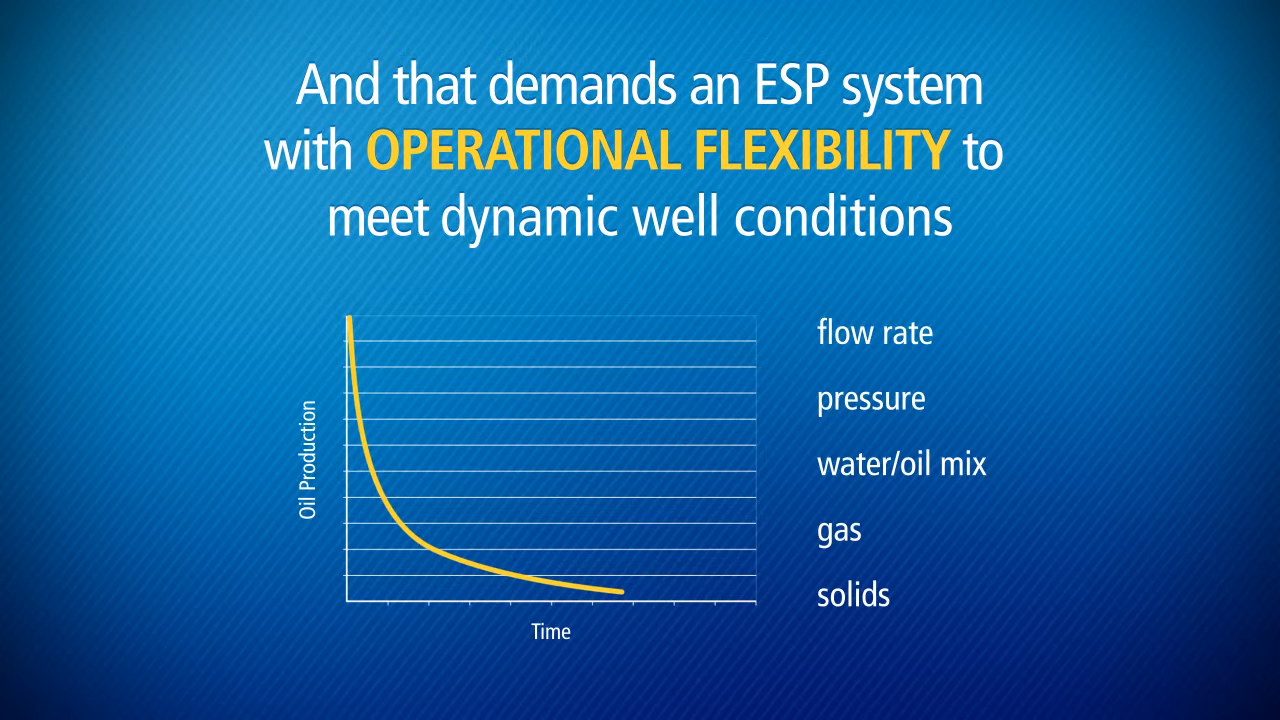 And that demands an ESP system
with OPERATIONAL FLEXIBILITY to
meet dynamic well conditions
Oil Production
Time
flow rate
pressure
water/oil mix
gas
solids